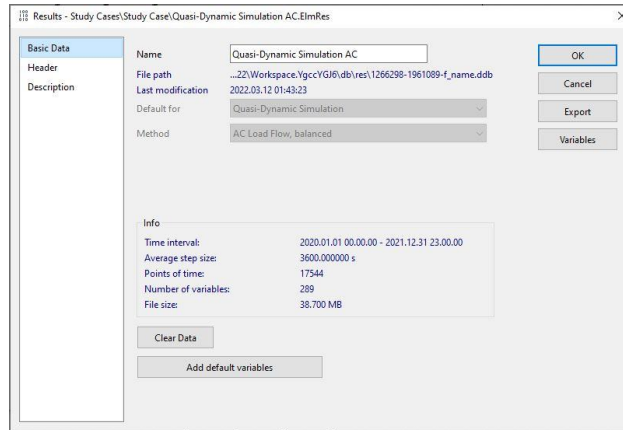 Results - Study Cases\Study Case\Quasi-Dynamic Simulation AC.ElmRes
Basic Data
Header
Description
Name
Quasi-Dynamic Simulation AC
File path
...22\Workspace.YgccYGJ6\db\res\1266298-1961089-f_name.ddb
Last modification
2022.03.12 01:43:23
Default for
Quasi-Dynamic Simulation
Method
AC Load Flow, balanced
OK
Cancel
Export
Variables
Info
Time interval:
2020.01.01 00.00.00 - 2021.12.31 23.00.00
Average step size:
3600.000000 s
Points of time:
17544
Number of variables:
289
File size:
38.700 MB
Clear Data
Add default variables